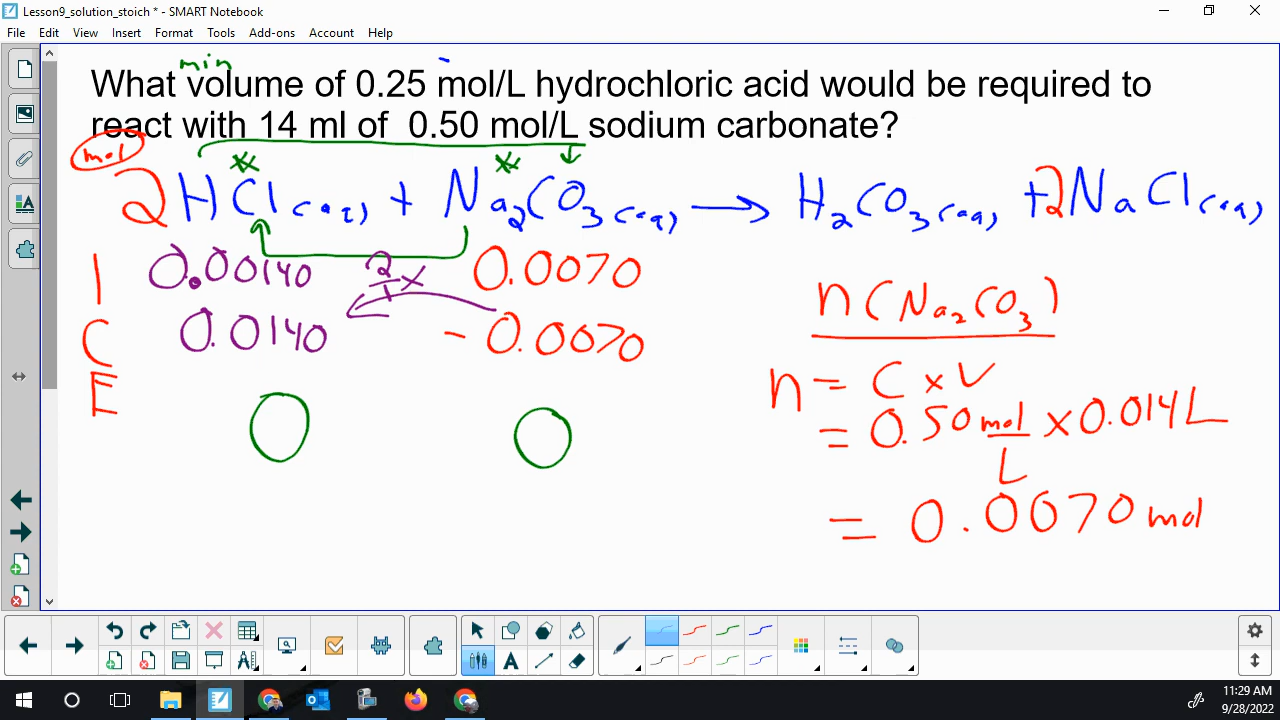 Lesson9_solution_stoich * - SMART Notebook
File Edit View Insert Format Tools Add-ons Account Help
min
What volume of 0.25 mol/L hydrochloric acid would be required to
react with 14 ml of 0.50 mol/L sodium carbonate?
mol
2HCl(aq) + Na2CO3(aq) → H2CO3(aq) + 2NaCl(aq)
I 0.00140 2/1 x 0.0070
C 0.0140 - 0.0070
E 0 0
n(Na2CO3)
n = C x V
= 0.50 mol/L x 0.014L
= 0.0070 mol
11:29 AM
9/28/2022